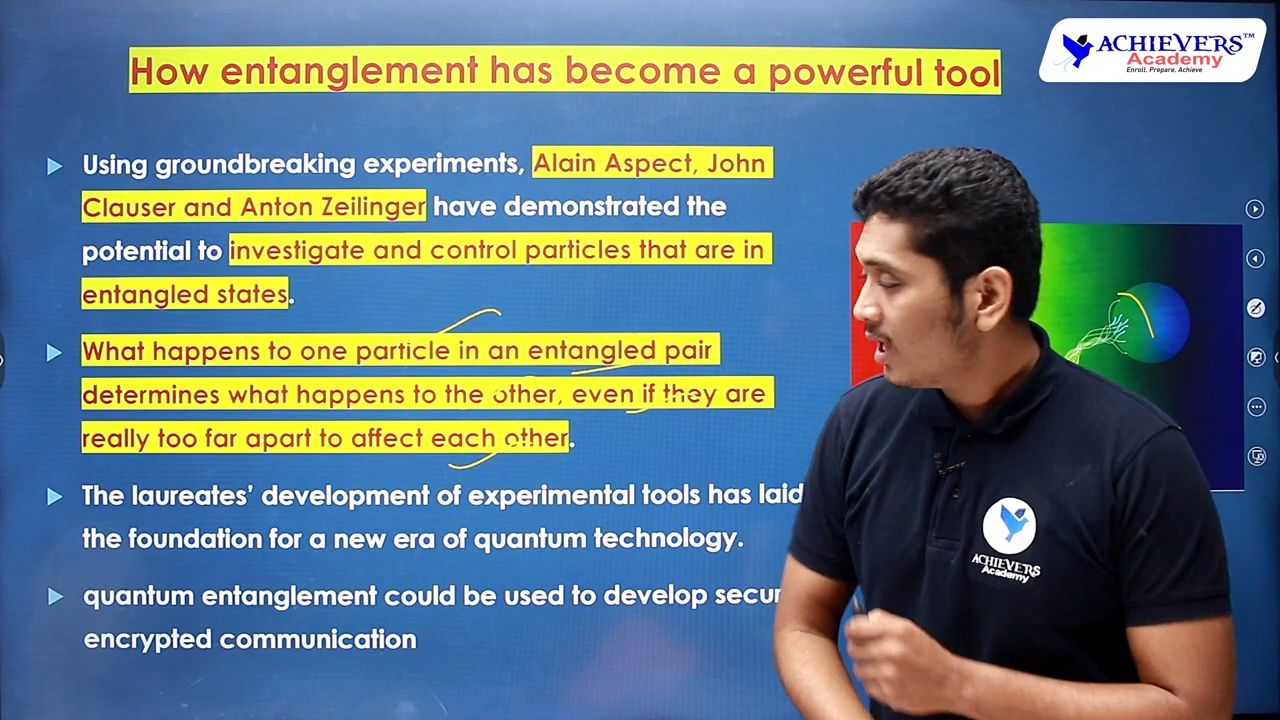 ACHIEVERS™
Academy
Enroll. Prepare. Achieve
How entanglement has become a powerful tool
Using groundbreaking experiments, Alain Aspect, John
Clauser and Anton Zeilinger have demonstrated the
potential to investigate and control particles that are in
entangled states.
What happens to one particle in an entangled pair
determines what happens to the other, even if they are
really too far apart to affect each other.
The laureates’ development of experimental tools has laid
the foundation for a new era of quantum technology.
quantum entanglement could be used to develop secur
encrypted communication
ACHIEVERS
Academy